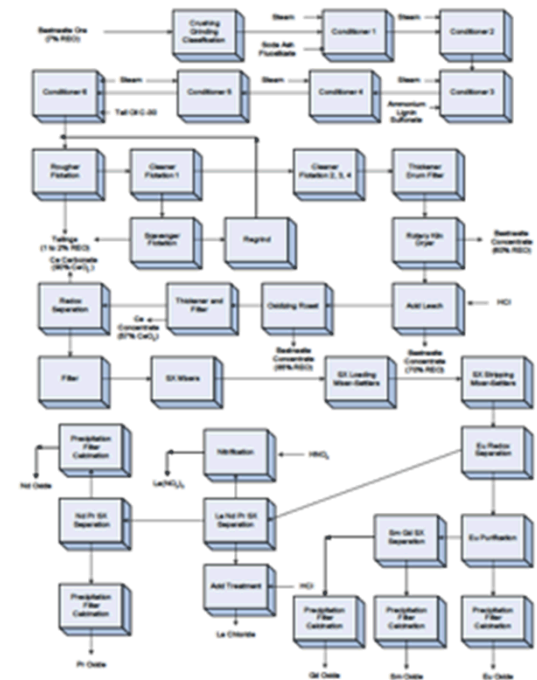 Bastnasite Ore
(7% REO)
Crushing
Grinding
Classification
Steam
Soda Ash
Fluosilicate
Conditioner 1
Steam
Conditioner 2
Conditioner 6
Steam
Tall Oil C-30
Conditioner 5
Steam
Conditioner 4
Steam
Ammonium
Lignin
Sulfonate
Conditioner 3
Rougher
Flotation
Cleaner
Flotation 1
Cleaner
Flotation 2, 3, 4
Thickener
Drum Filter
Tailings
(1 to 2% REO)
Scavenger
Flotation
Regrind
Rotary Kiln
Dryer
Bastnasite
Concentrate
(60% REO)
Ce Carbonate
Redox
Separation
Thickener and
Filter
Ce
Concentrate
Oxidizing Roast
Acid Leach
HCl
Bastnasite
Concentrate
Bastnasite
Concentrate
(70% REO)
Filter
SX Mixers
SX Loading
Mixer-Settlers
SX Stripping
Mixer-Settlers
Precipitation
Filter
Calcination
Nd Oxide
Nitrification
HNO₃
La(NO₃)₃
Eu Redox
Separation
Nd Pr SX
Separation
La Nd Pr SX
Separation
Sm Gd SX
Separation
Eu Purification
Precipitation
Filter
Calcination
Acid Treatment
HCl
Precipitation
Filter
Calcination
Precipitation
Filter
Calcination
Precipitation
Filter
Calcination
Pr Oxide
La Chloride
Gd Oxide
Sm Oxide
Eu Oxide